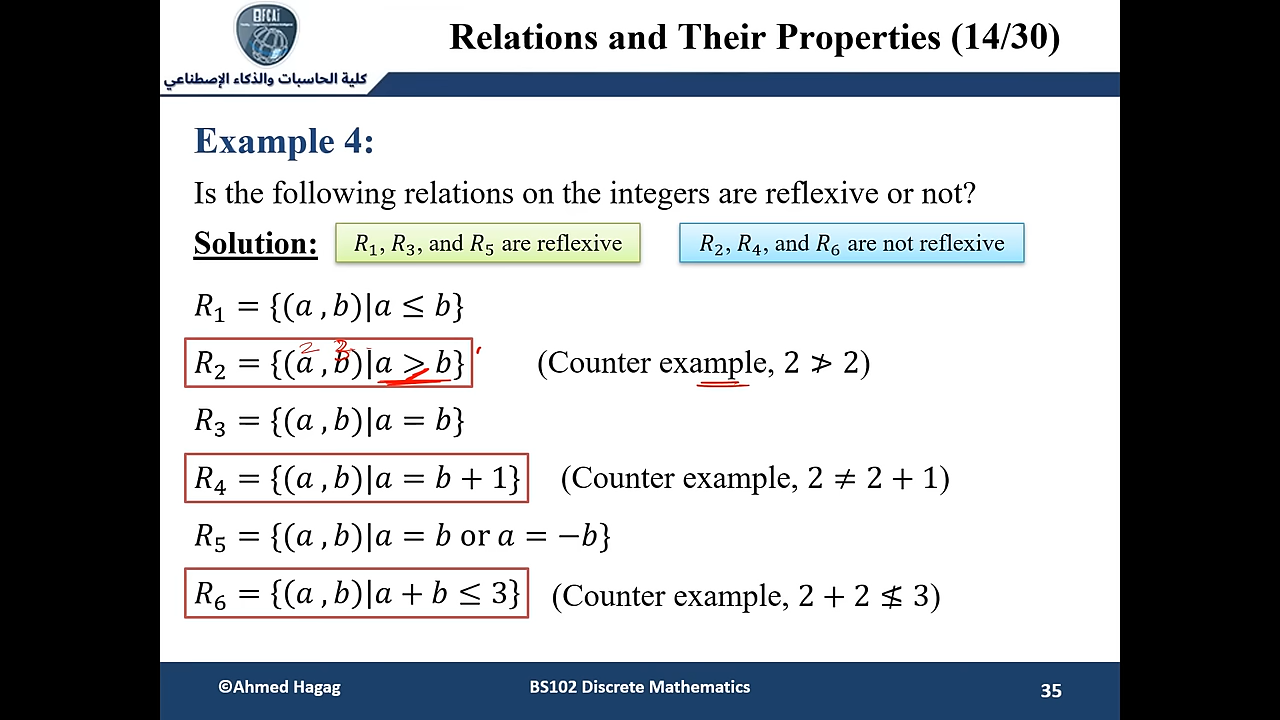 BFCAI
كلية الحاسبات والذكاء الإصطناعي
Relations and Their Properties (14/30)
Example 4:
Is the following relations on the integers are reflexive or not?
Solution: R₁, R₃, and R₅ are reflexive R₂, R₄, and R₆ are not reflexive
R₁ = {(a , b)|a ≤ b}
2 3
R₂ = {(a , b)|a > b} (Counter example, 2 ≯ 2)
R₃ = {(a , b)|a = b}
R₄ = {(a , b)|a = b + 1} (Counter example, 2 ≠ 2 + 1)
R₅ = {(a , b)|a = b or a = −b}
R₆ = {(a , b)|a + b ≤ 3} (Counter example, 2 + 2 ≰ 3)
©Ahmed Hagag BS102 Discrete Mathematics 35